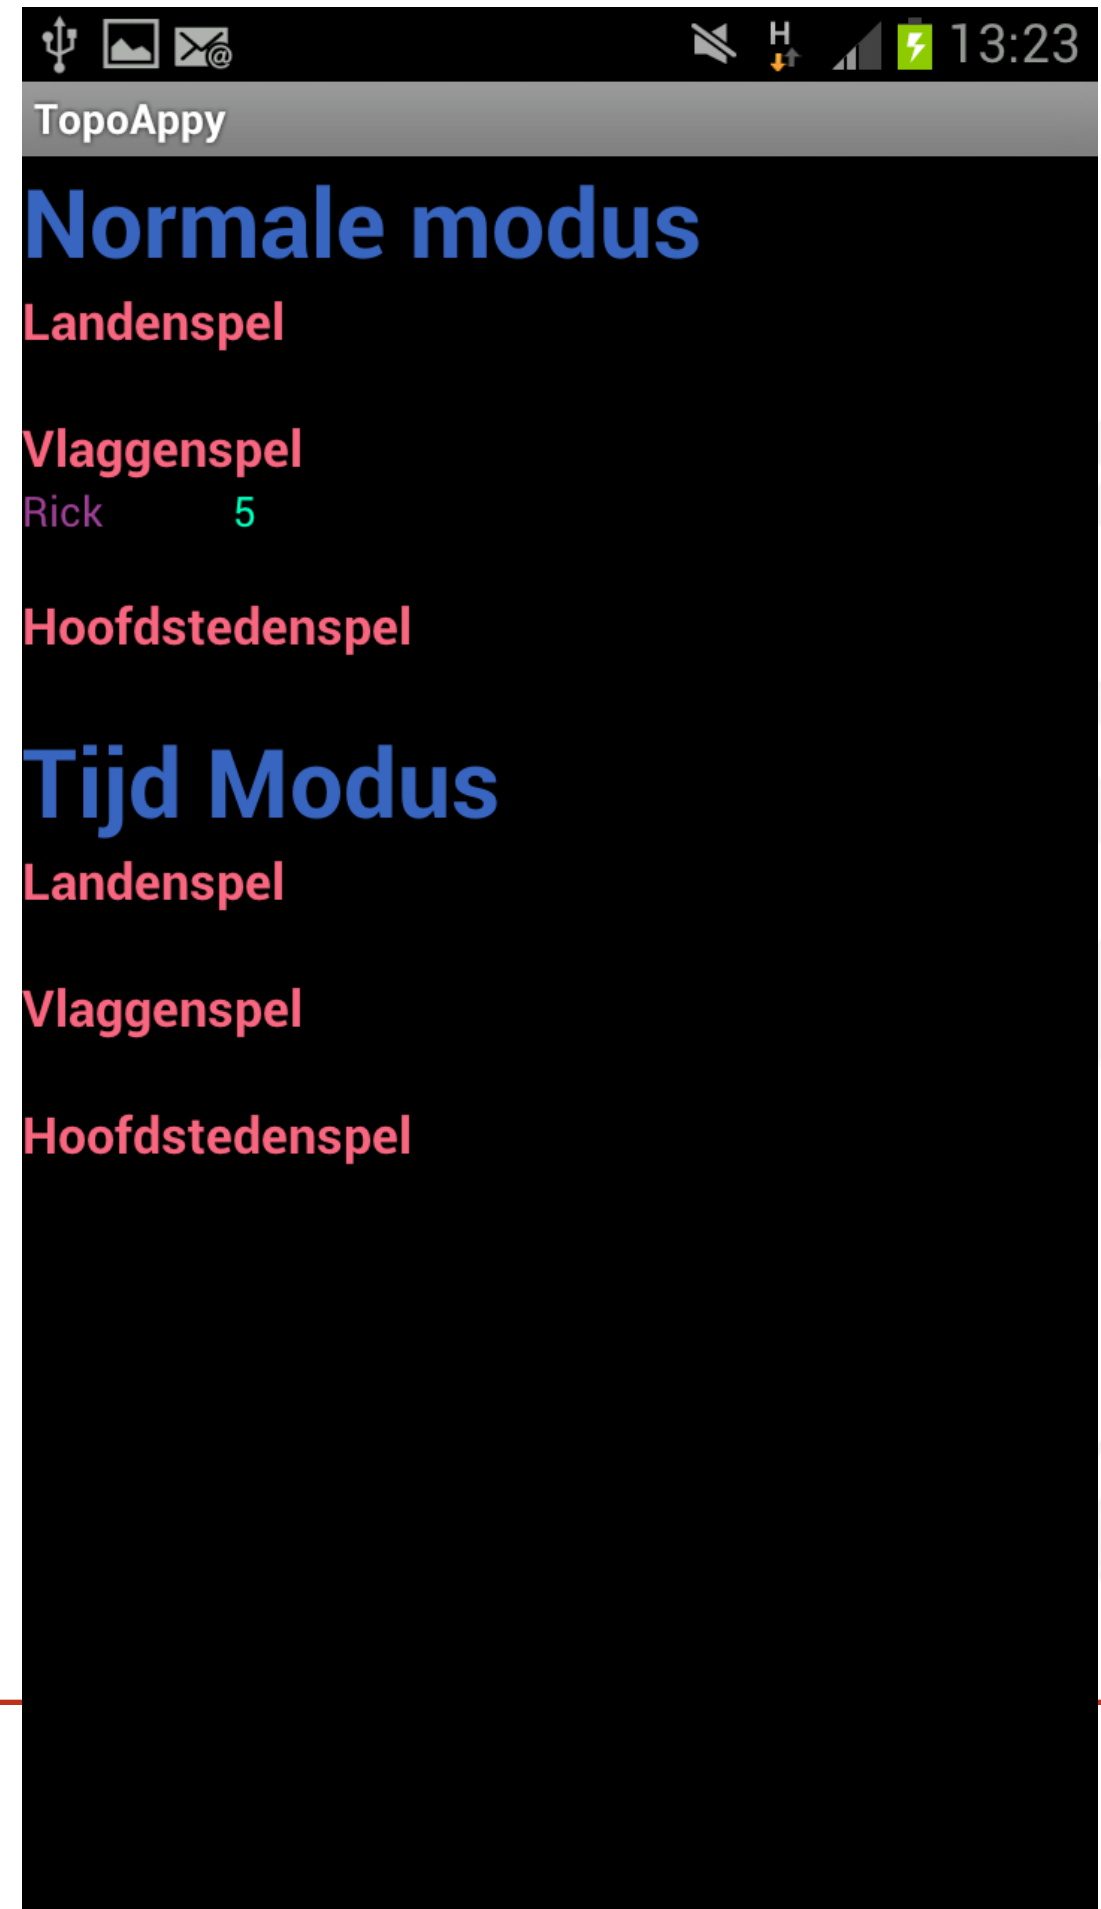 H 13:23
TopoAppy
Normale modus
Landenspel
Vlaggenspel
Rick 5
Hoofdstedenspel
Tijd Modus
Landenspel
Vlaggenspel
Hoofdstedenspel